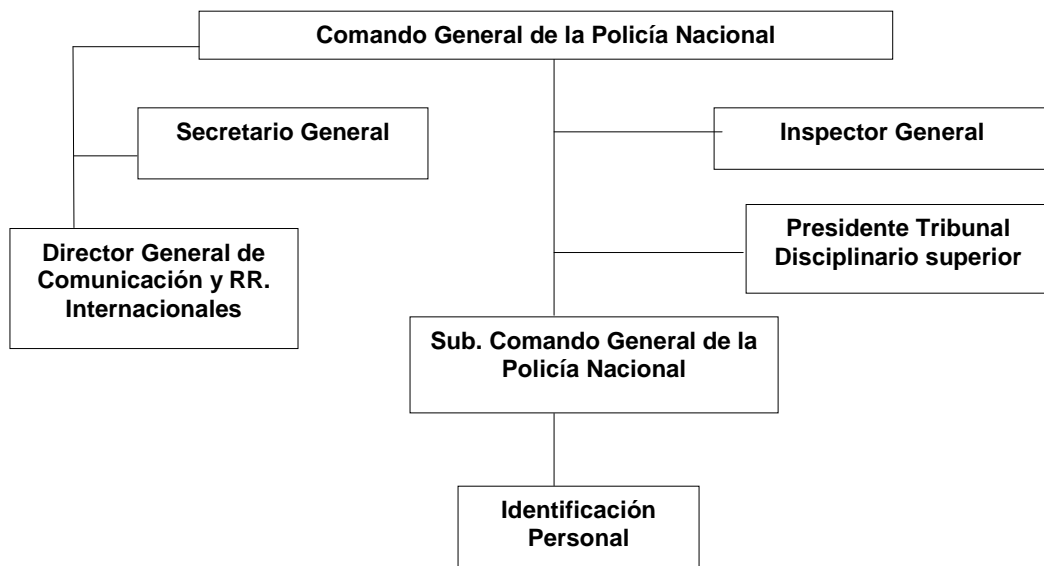 Comando General de la Policía Nacional
Secretario General
Inspector General
Presidente Tribunal
Disciplinario superior
Director General de
Comunicación y RR.
Internacionales
Sub. Comando General de la
Policía Nacional
Identificación
Personal